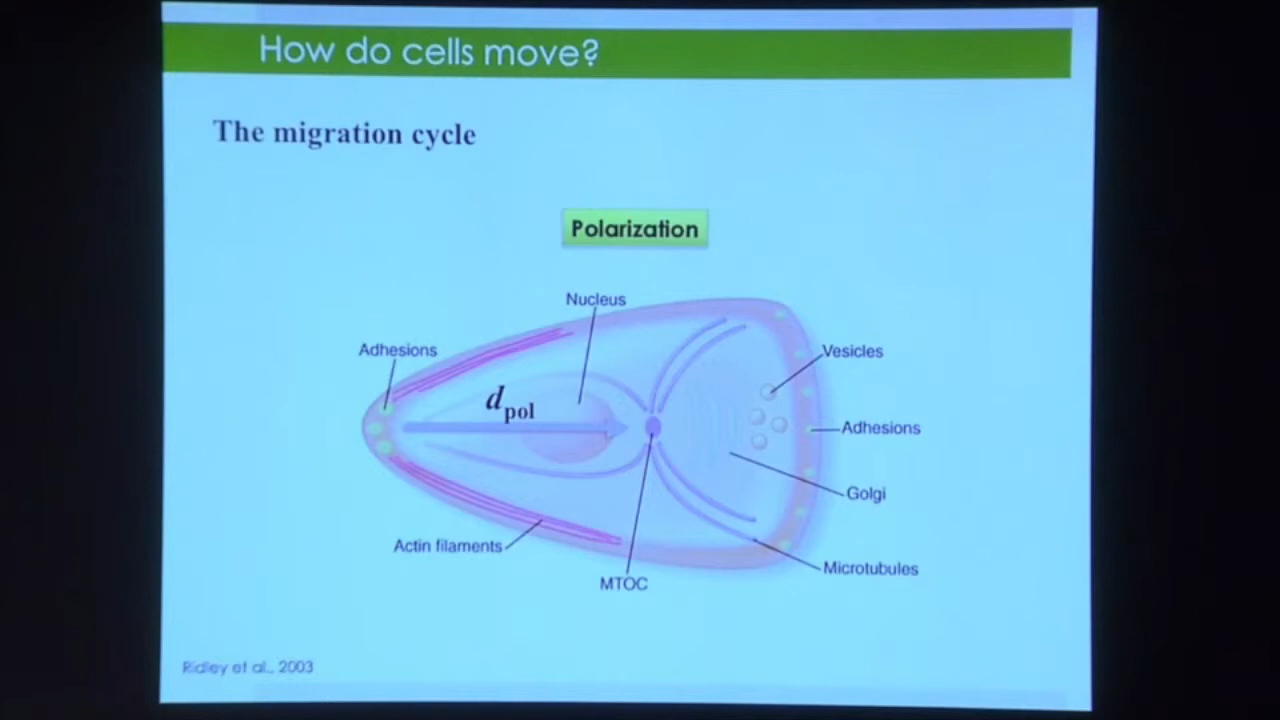 How do cells move?
The migration cycle
Polarization
Nucleus
Adhesions
Vesicles
d pol
Adhesions
Golgi
Actin filaments
Microtubules
MTOC
Ridley et al., 2003